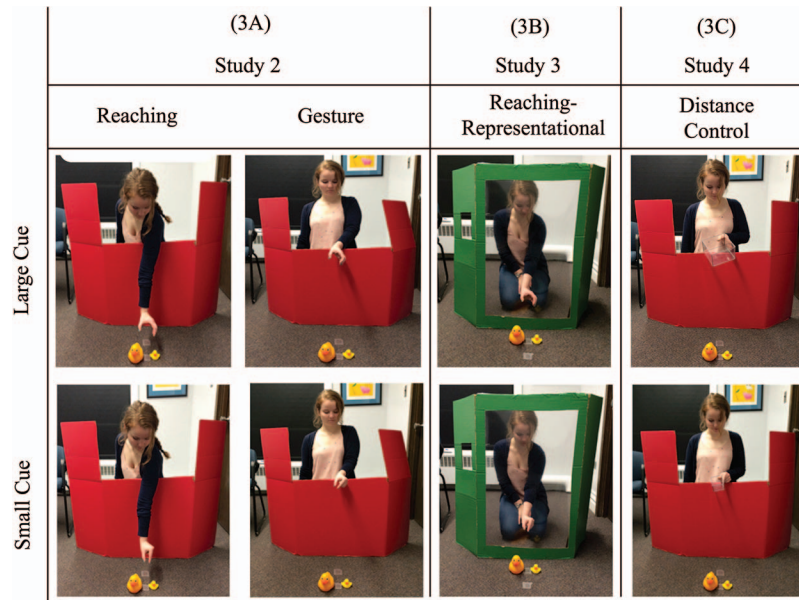 (3A)
(3B)
(3C)
Study 2
Study 3
Study 4
Reaching
Gesture
Reaching-
Representational
Distance
Control
Large Cue
Small Cue